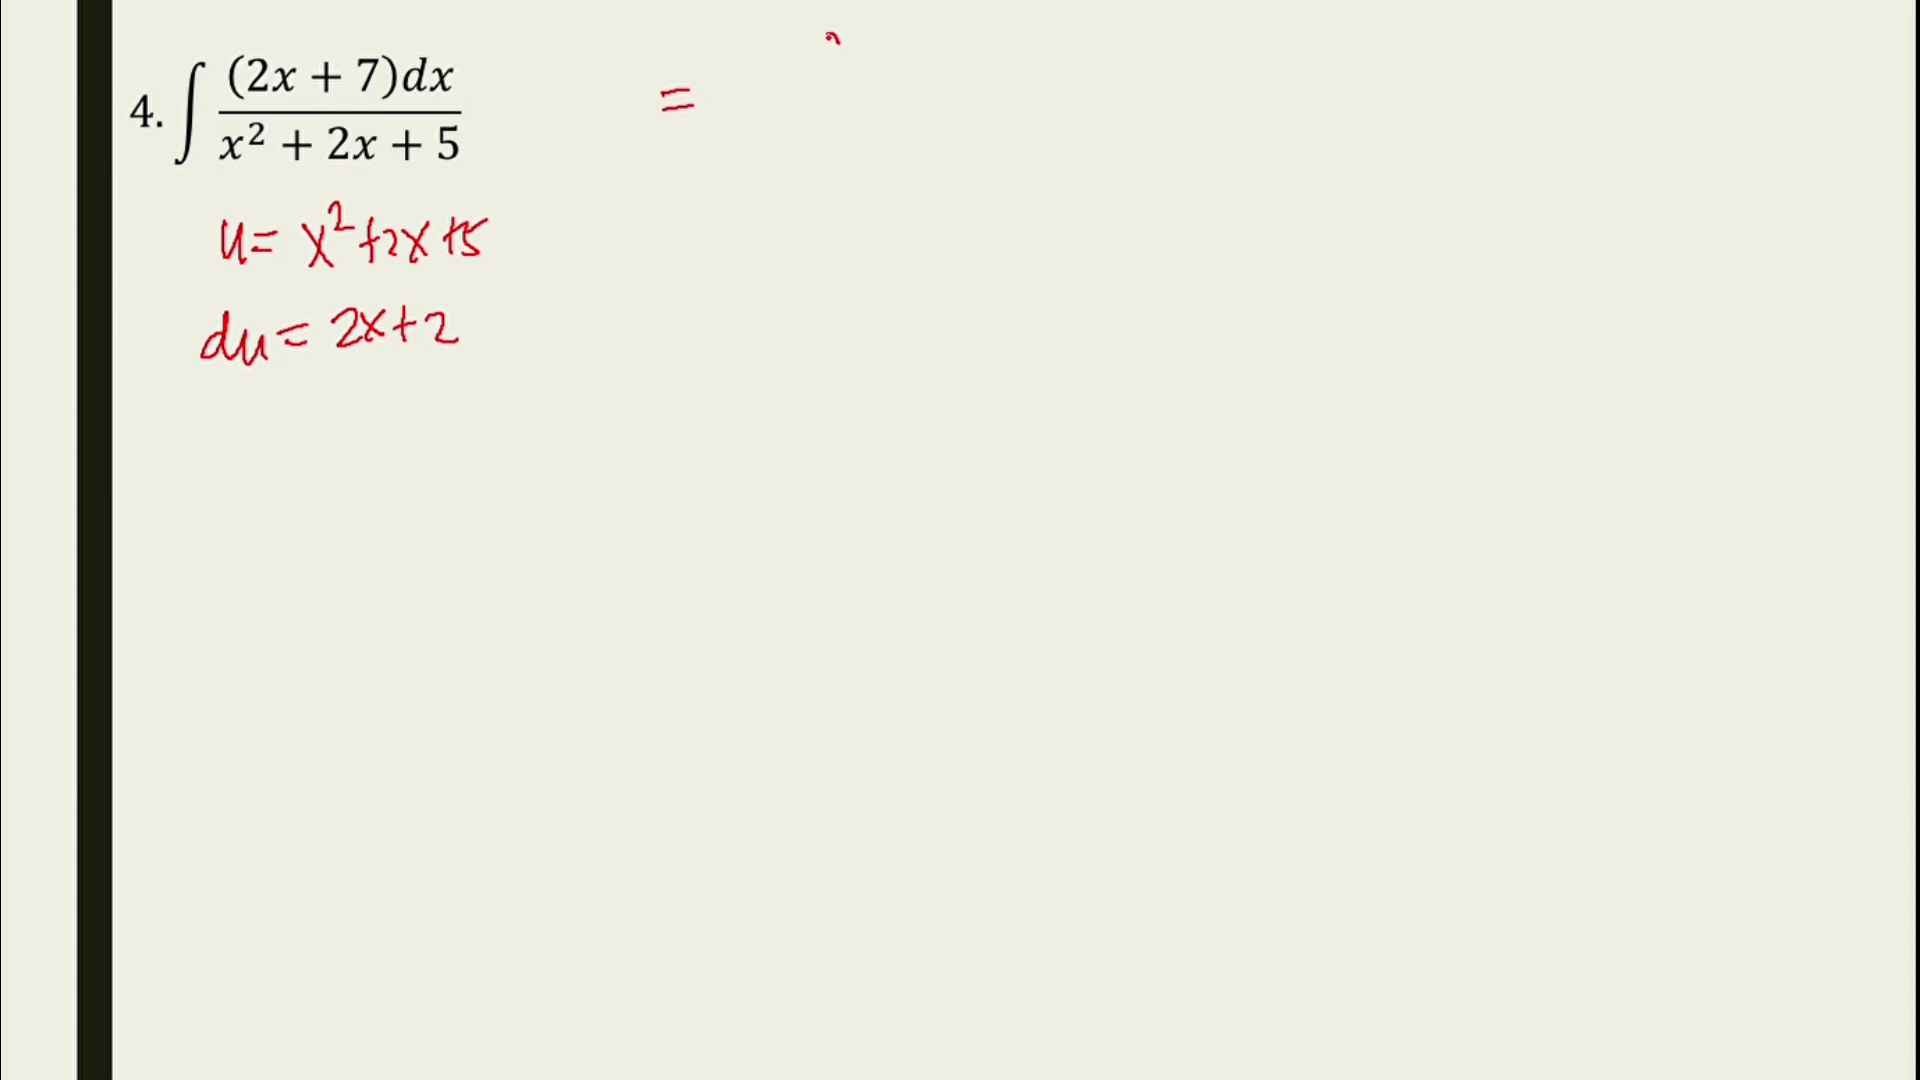 4. ∫ (2x + 7)dx / x² + 2x + 5 =
u = x² + 2x + 5
du = 2x + 2